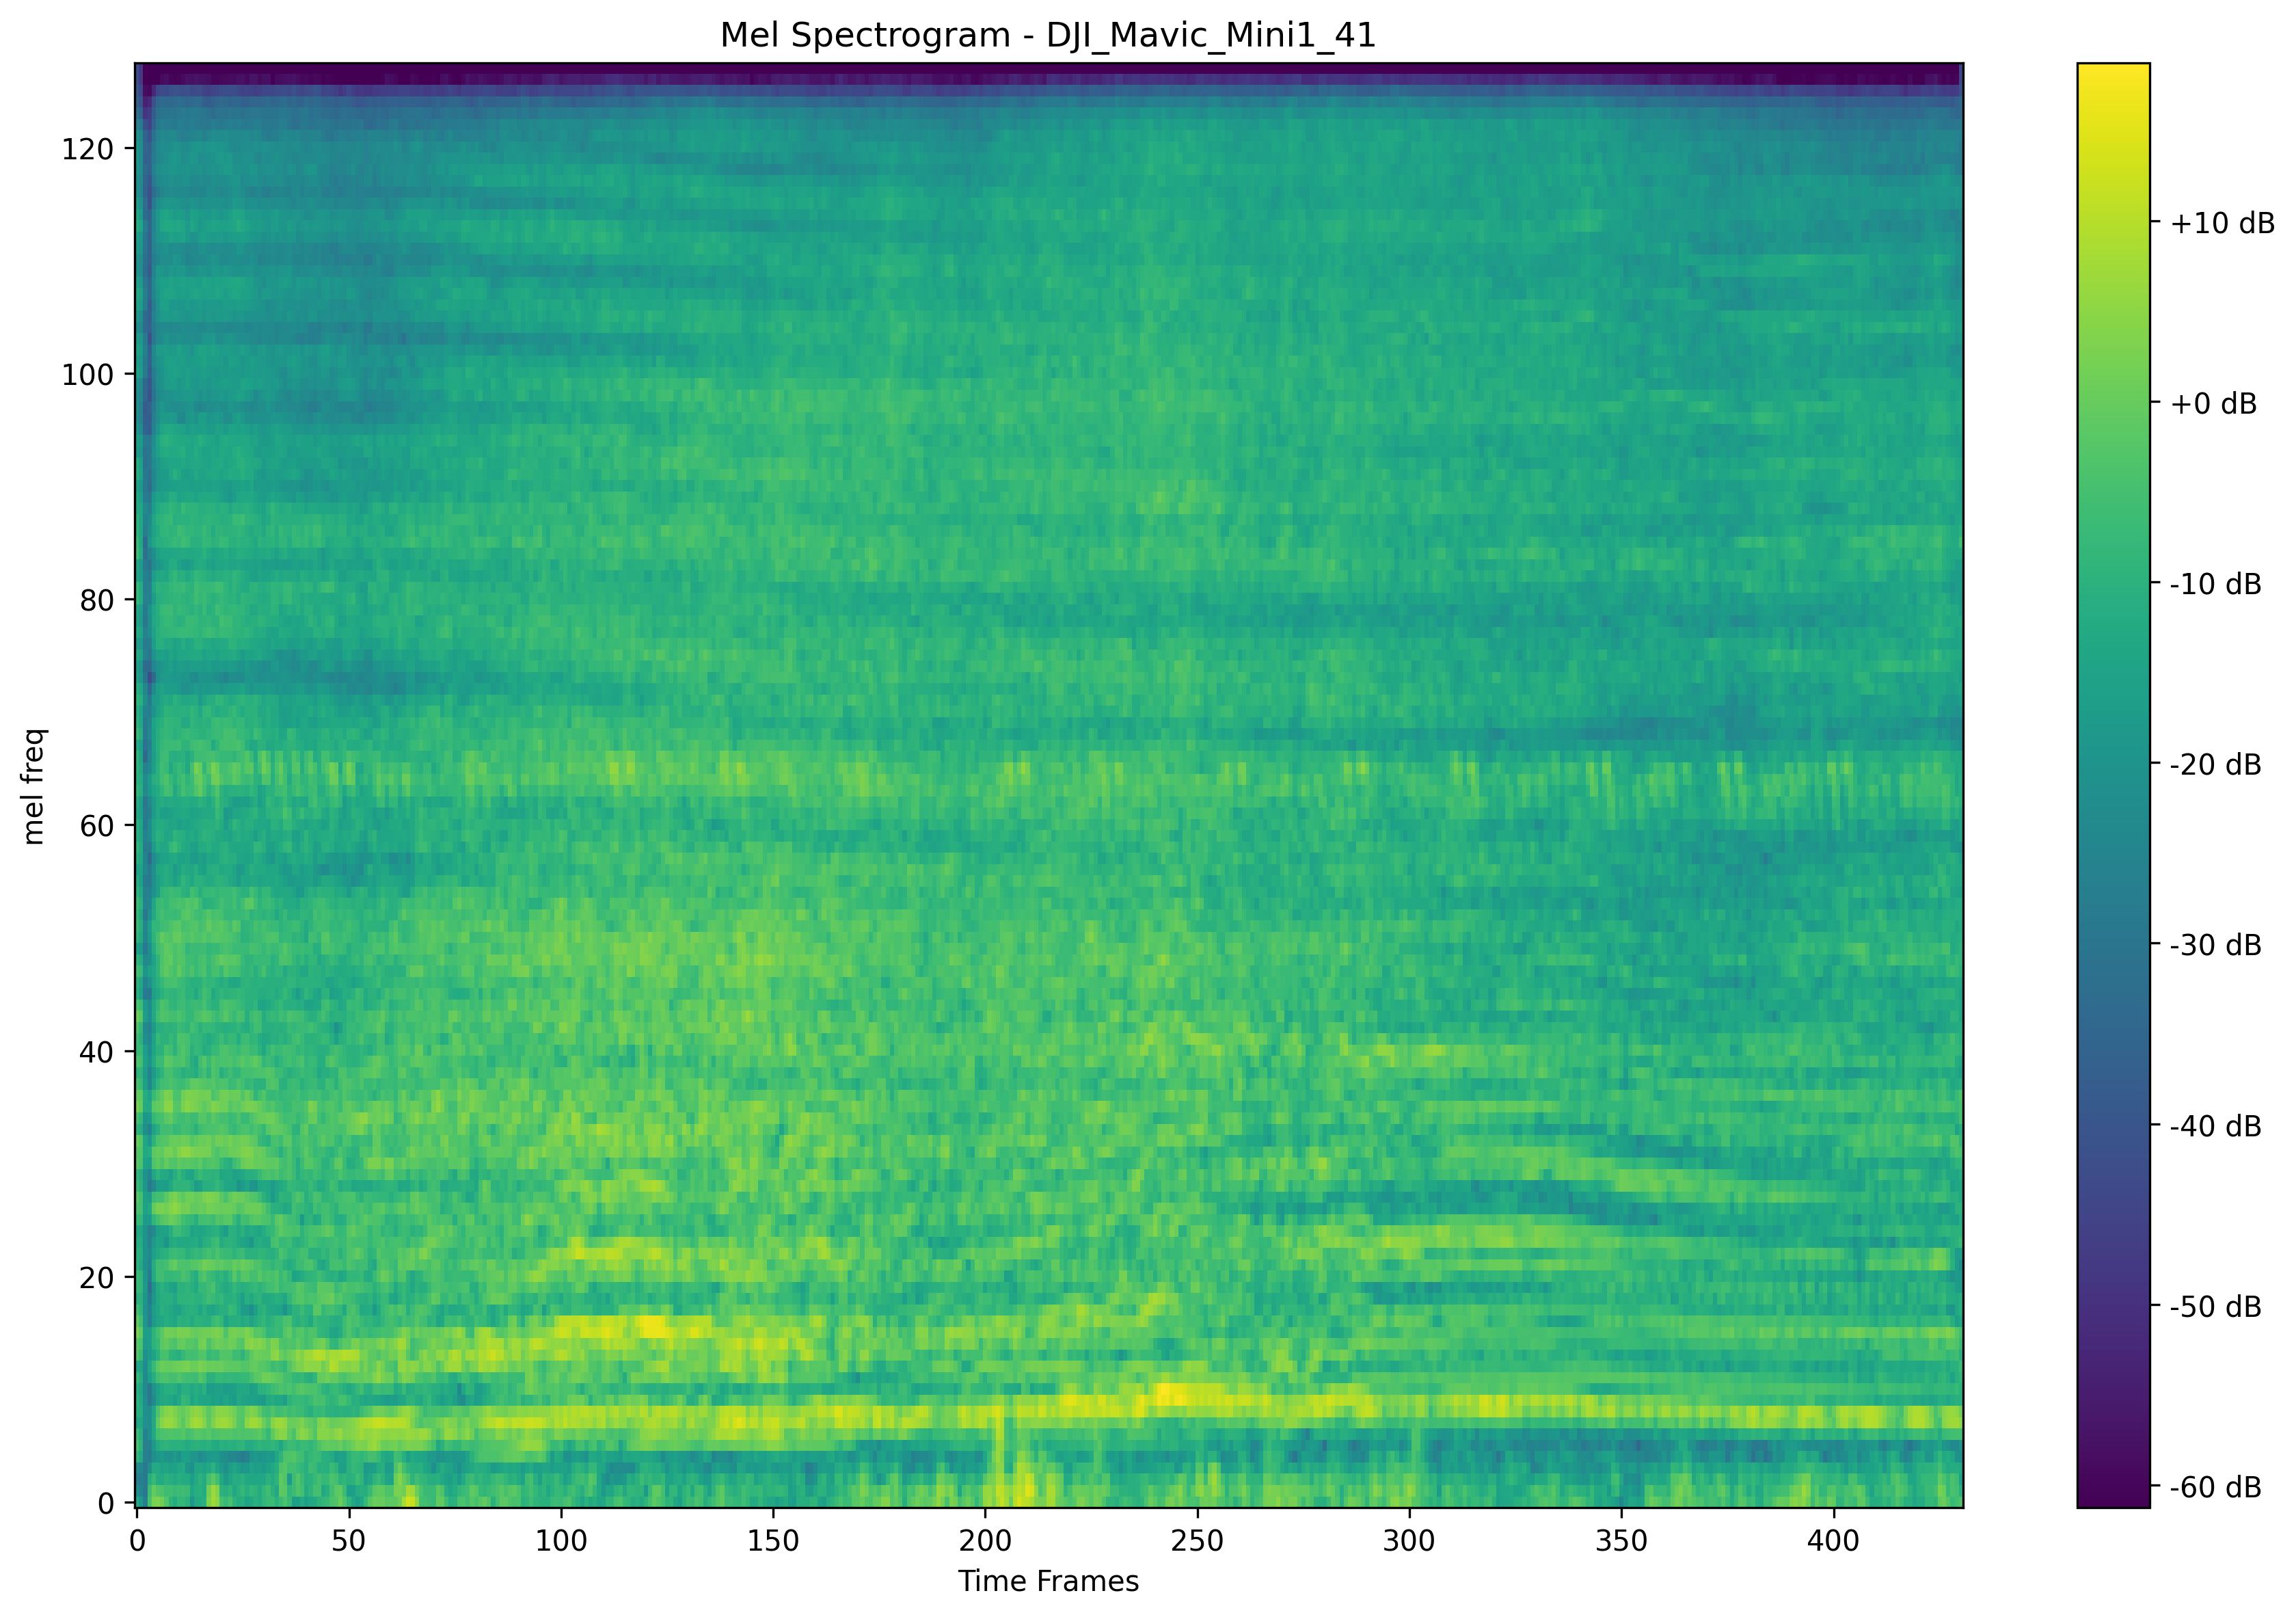 Mel Spectrogram - DJI_Mavic_Mini1_41
mel freq
120
100
80
60
40
20
0
0 50 100 150 200 250 300 350 400
Time Frames
+10 dB
+0 dB
-10 dB
-20 dB
-30 dB
-40 dB
-50 dB
-60 dB